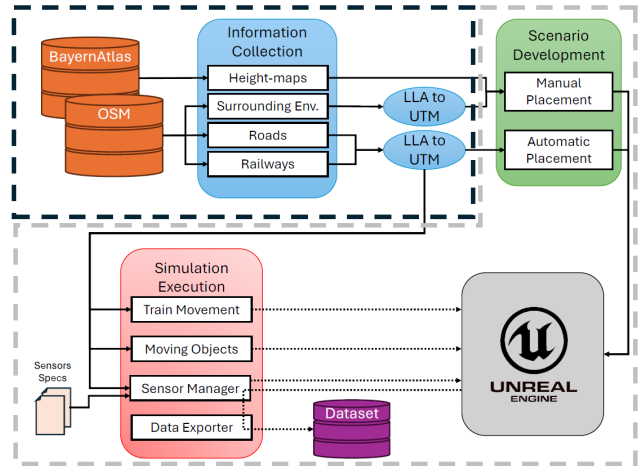 BayernAtlas
OSM
Information
Collection
Height-maps
Surrounding Env.
Roads
Railways
LLA to
UTM
LLA to
UTM
Scenario
Development
Manual
Placement
Automatic
Placement
Simulation
Execution
Train Movement
Moving Objects
Sensor Manager
Data Exporter
Sensors
Specs
Dataset
UNREAL
ENGINE